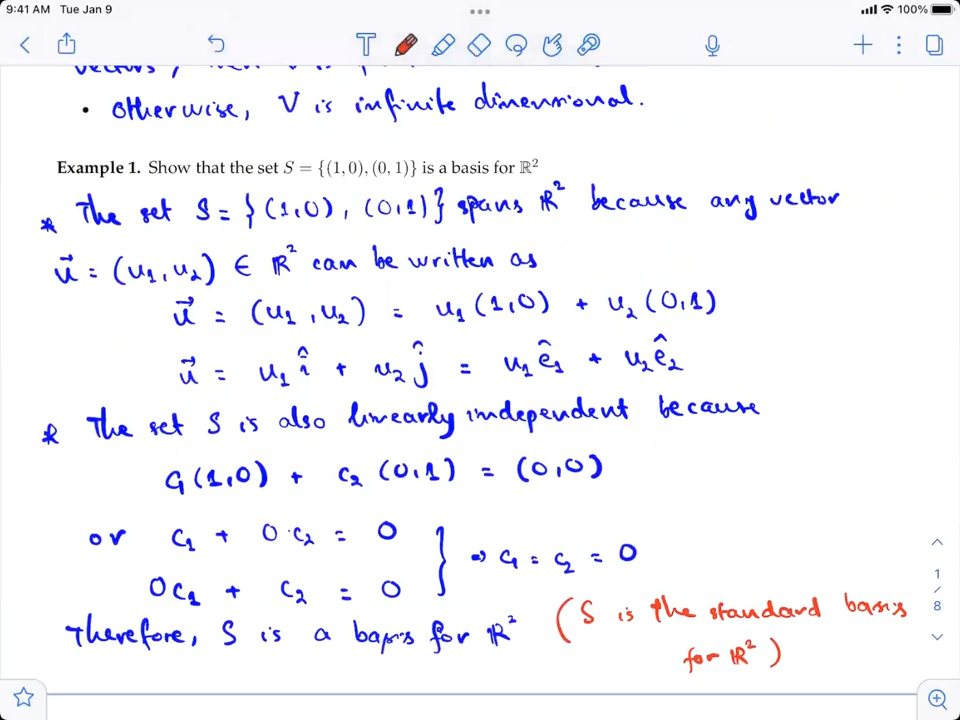 9:41 AM Tue Jan 9
100%
vectors,
• otherwise, V is infinite dimensional.
Example 1. Show that the set S = {(1,0), (0,1)} is a basis for ℝ²
* The set S = {(1,0), (0,1)} spans ℝ² because any vector
u⃗ = (u₁, u₂) ∈ ℝ² can be written as
u⃗ = (u₁, u₂) = u₁(1,0) + u₂(0,1)
u⃗ = u₁ î + u₂ ĵ = u₁ê₁ + u₂ê₂
* The set S is also linearly independent because
C₁(1,0) + C₂(0,1) = (0,0)
or C₁ + 0·C₂ = 0
0C₁ + C₂ = 0 } ⇒ C₁ = C₂ = 0
Therefore, S is a basis for ℝ² (S is the standard basis
for ℝ²)
1
/
8